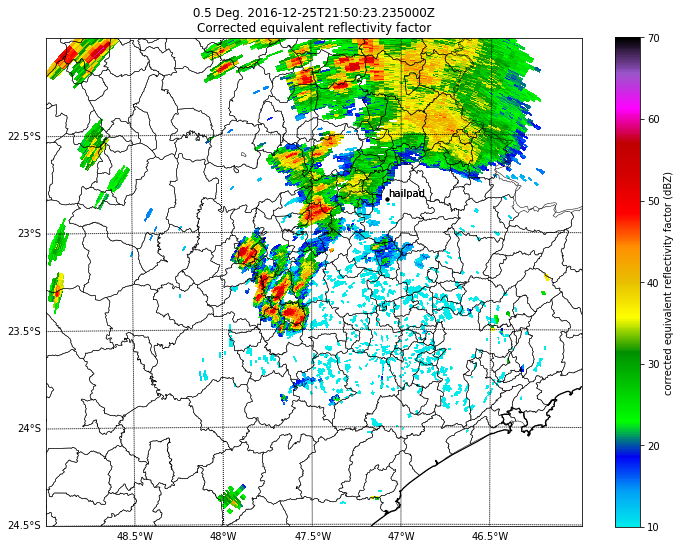 0.5 Deg. 2016-12-25T21:50:23.235000Z
Corrected equivalent reflectivity factor
22.5°S
23°S
23.5°S
24°S
24.5°S
hailpad
48.5°W
48°W
47.5°W
47°W
46.5°W
70
60
50
40
30
20
10
corrected equivalent reflectivity factor (dBZ)